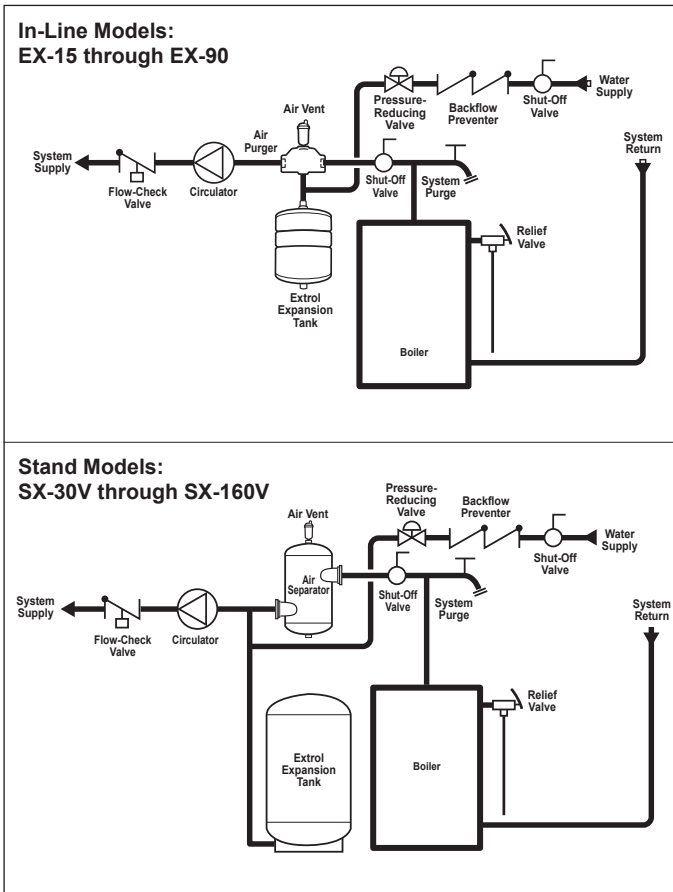 In-Line Models:
EX-15 through EX-90
Air Vent
Pressure-
Reducing
Valve
Backflow
Preventer
Shut-Off
Valve
Water
Supply
System
Return
System
Supply
Flow-Check
Valve
Circulator
Air
Purger
Shut-Off
Valve
System
Purge
Extrol
Expansion
Tank
Relief
Valve
Boiler
Stand Models:
SX-30V through SX-160V
Air Vent
Pressure-
Reducing
Valve
Backflow
Preventer
Shut-Off
Valve
Water
Supply
System
Return
System
Supply
Flow-Check
Valve
Circulator
Air
Separator
Shut-Off
Valve
System
Purge
Extrol
Expansion
Tank
Relief
Valve
Boiler